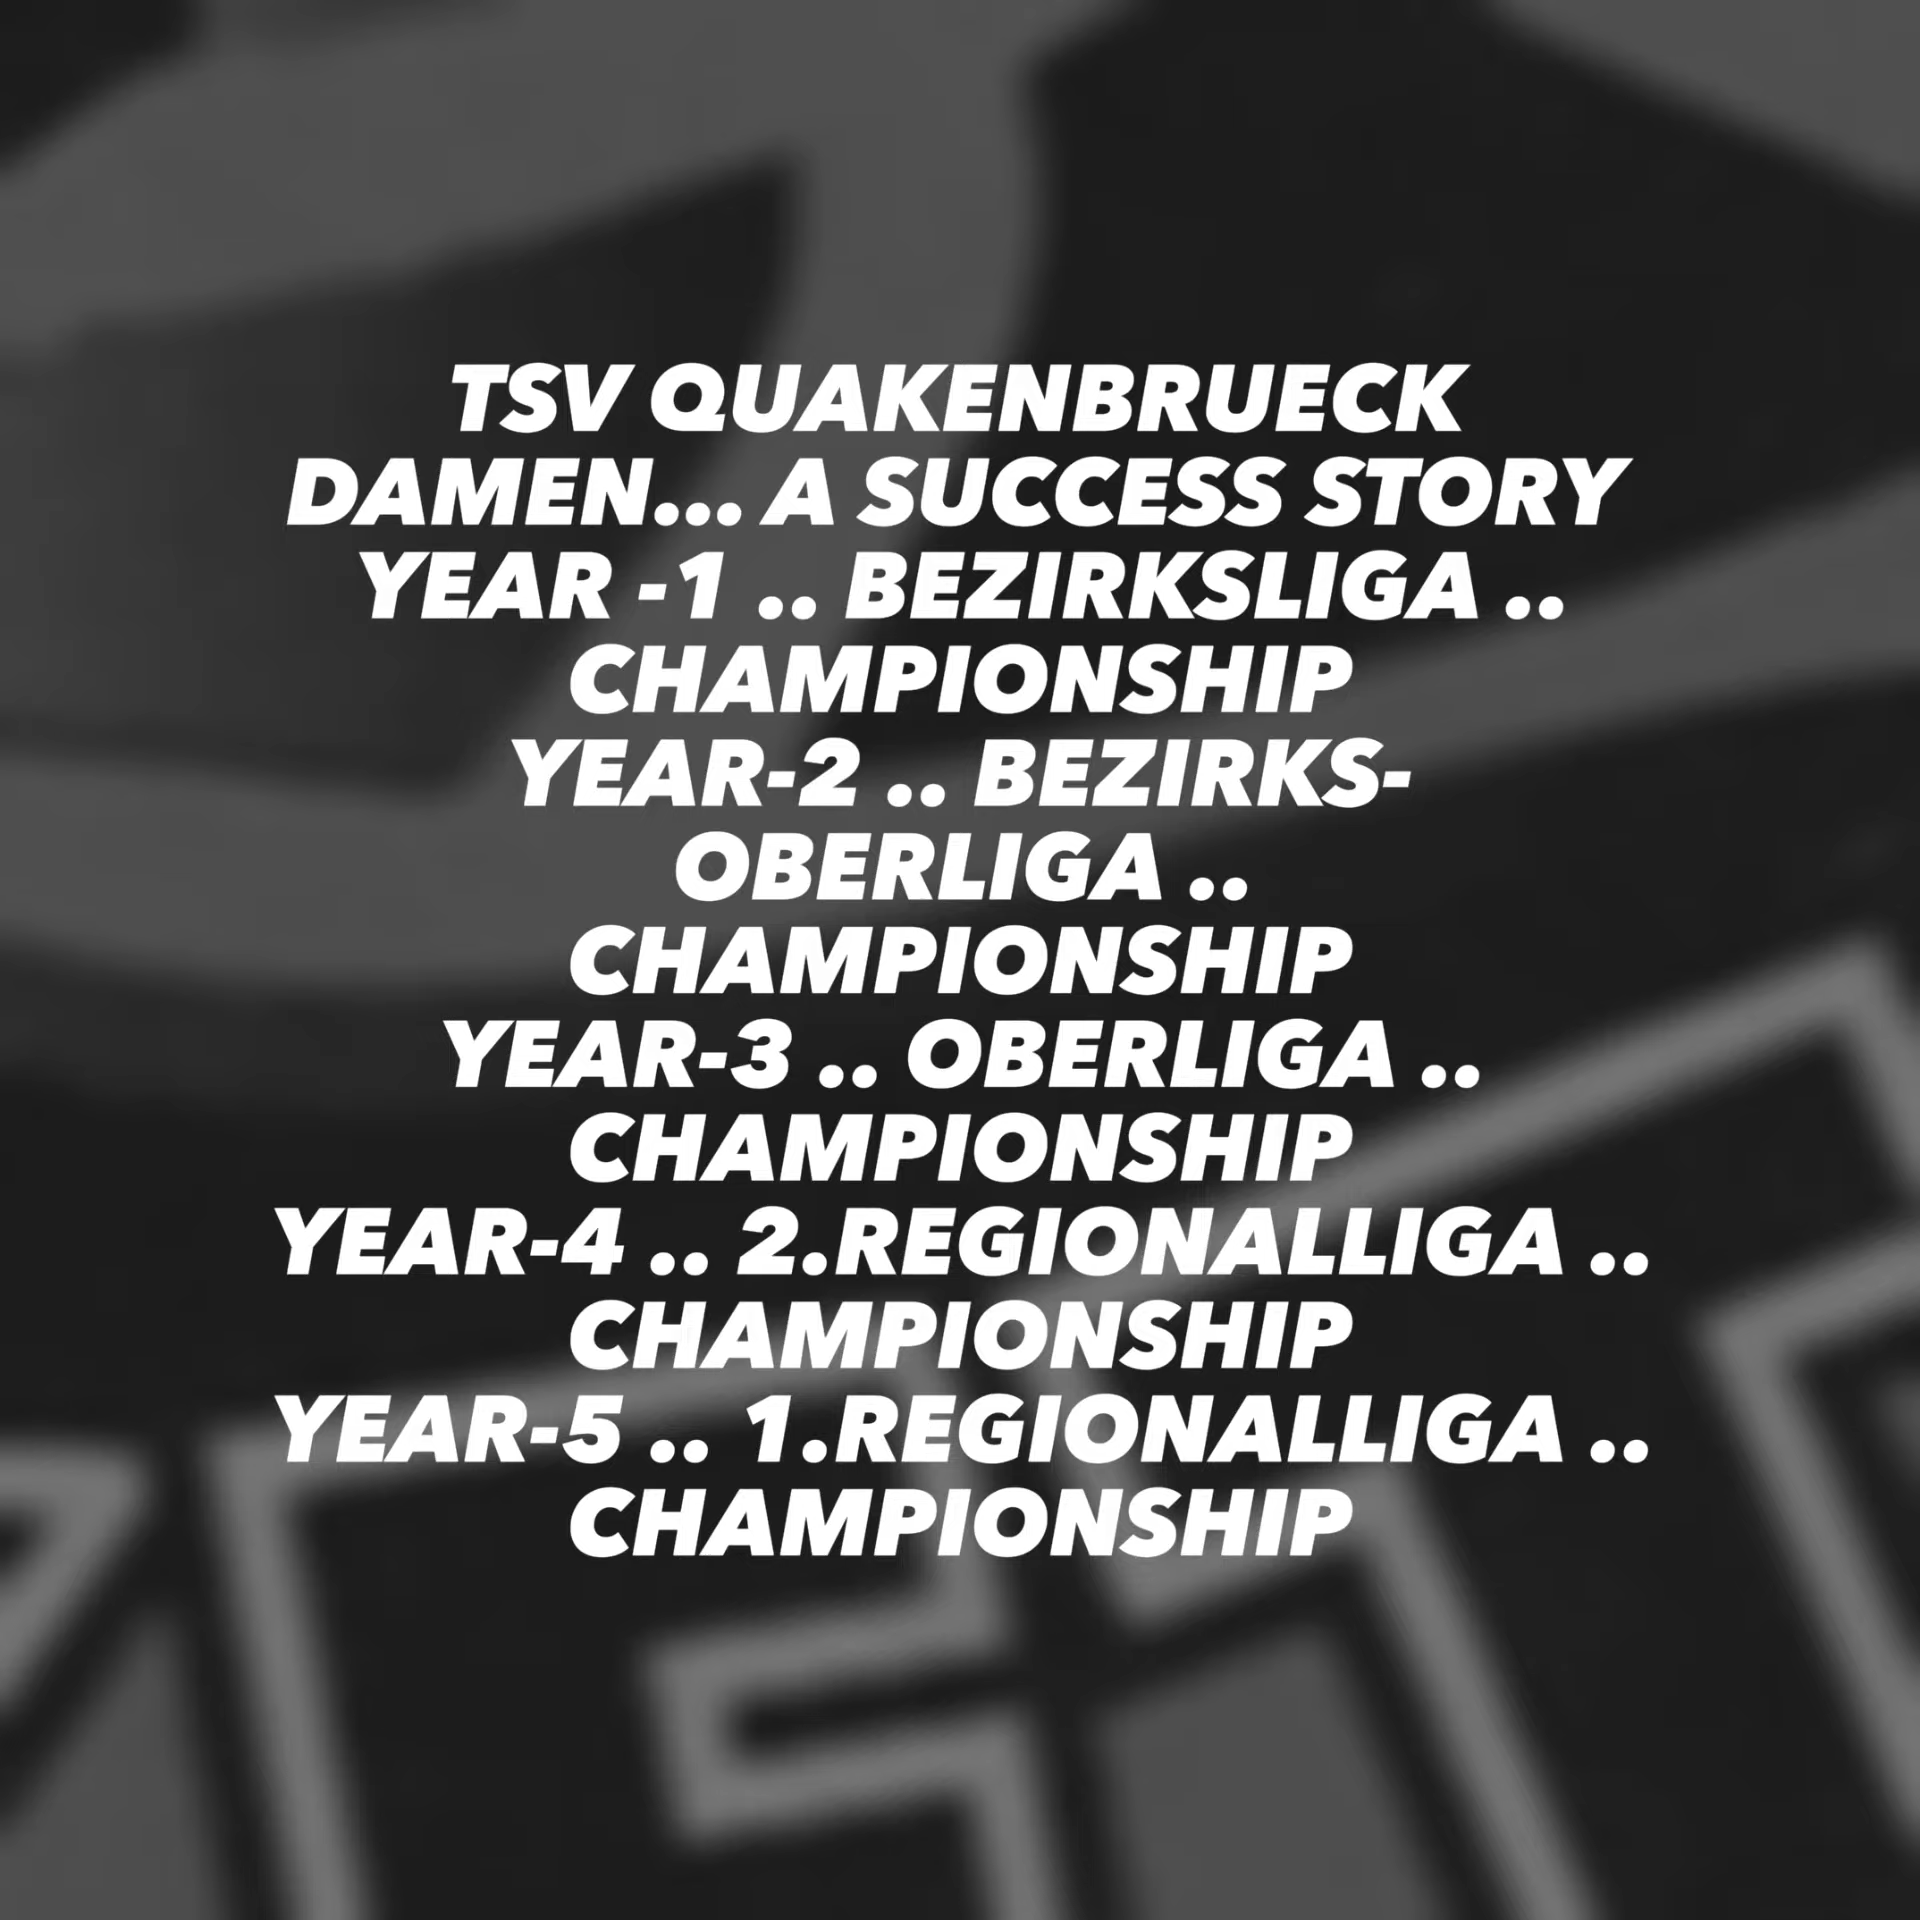 TSV QUAKENBRUECK
DAMEN... A SUCCESS STORY
YEAR -1 .. BEZIRKSLIGA ..
CHAMPIONSHIP
YEAR-2 .. BEZIRKS-
OBERLIGA ..
CHAMPIONSHIP
YEAR-3 .. OBERLIGA ..
CHAMPIONSHIP
YEAR-4 .. 2.REGIONALLIGA ..
CHAMPIONSHIP
YEAR-5 .. 1.REGIONALLIGA ..
CHAMPIONSHIP